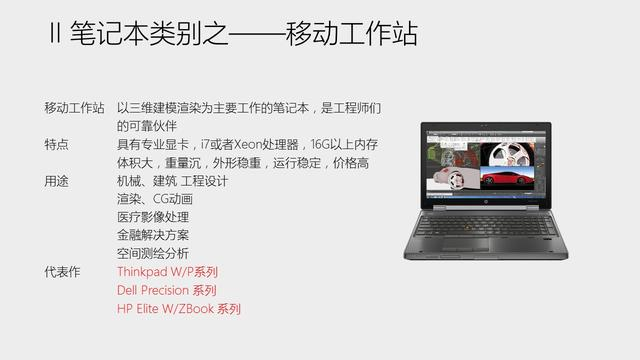 II 笔记本类别之——移动工作站
移动工作站 以三维建模渲染为主要工作的笔记本，是工程师们
的可靠伙伴
特点 具有专业显卡，i7或者Xeon处理器，16G以上内存
体积大，重量沉，外形稳重，运行稳定，价格高
用途 机械、建筑 工程设计
渲染、CG动画
医疗影像处理
金融解决方案
空间测绘分析
代表作 Thinkpad W/P系列
Dell Precision 系列
HP Elite W/ZBook 系列